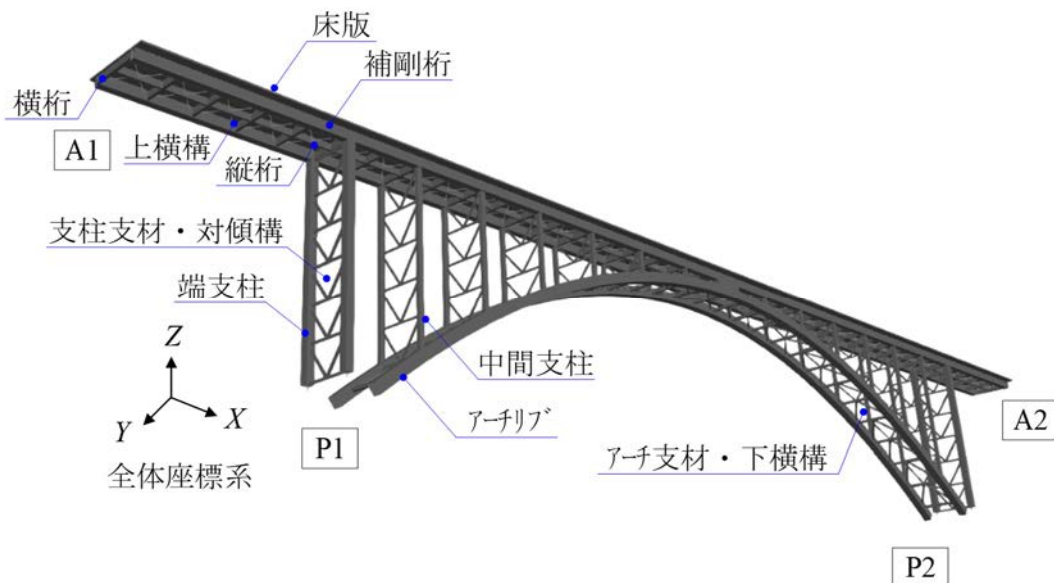 床版
補剛桁
横桁
A1
上横構
縦桁
支柱支材・対傾構
端支柱
Z
中間支柱
Y
X
アーチリブ
A2
P1
アーチ支材・下横構
全体座標系
P2